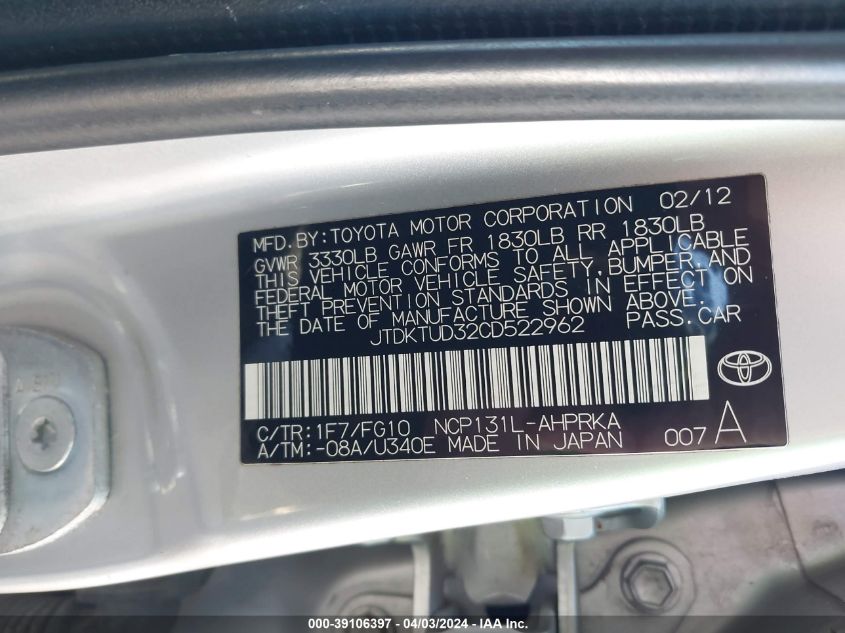 MFD. BY: TOYOTA MOTOR CORPORATION 02/12
GVWR 3330LB GAWR FR 1830LB RR 1830LB
THIS VEHICLE CONFORMS TO ALL APPLICABLE
FEDERAL MOTOR VEHICLE SAFETY, BUMPER, AND
THEFT PREVENTION STANDARDS IN EFFECT ON
THE DATE OF MANUFACTURE SHOWN ABOVE.
JTDKTUD32CD522962 PASS. CAR
C/TR: 1F7/FG10 NCP131L-AHPRKA
A/TM: -08A/U340E MADE IN JAPAN 007 A
000-39106397 - 04/03/2024 - IAAI.COM